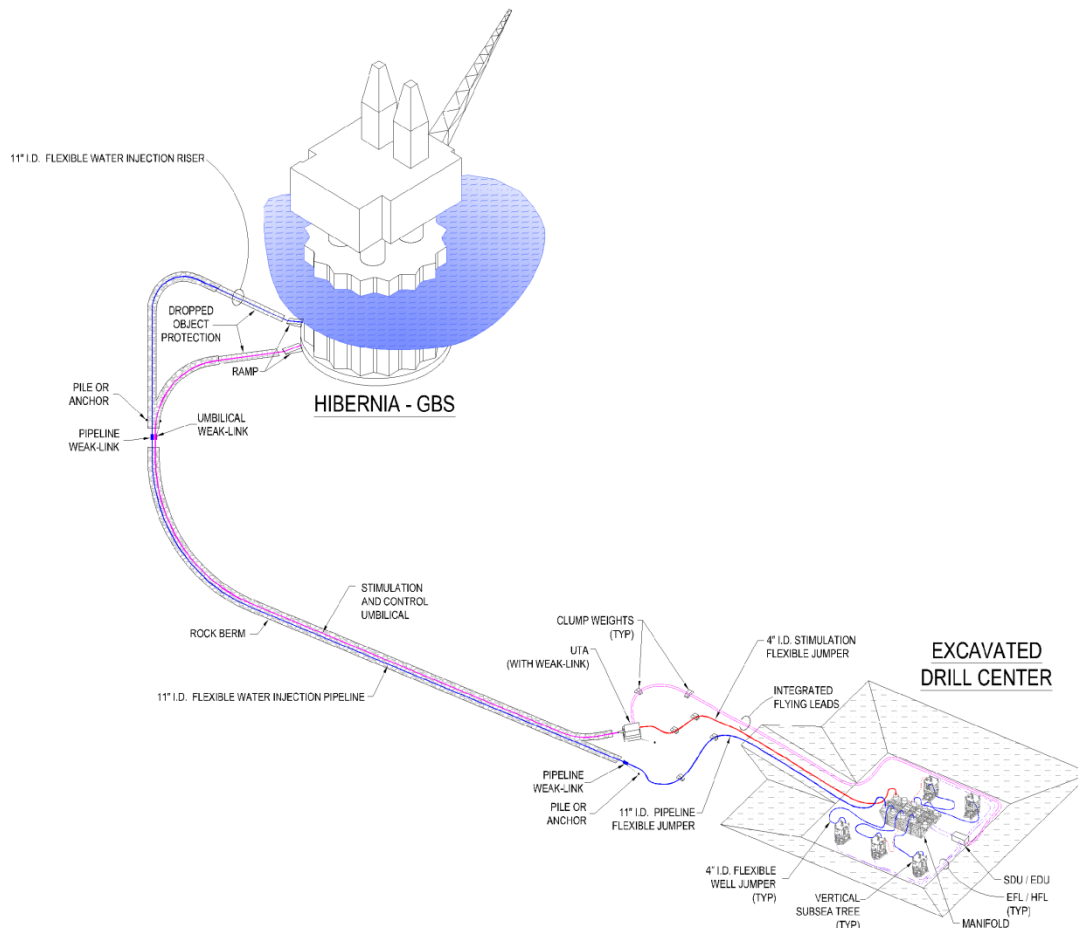 11" I.D. FLEXIBLE WATER INJECTION RISER
DROPPED
OBJECT
PROTECTION
RAMP
HIBERNIA - GBS
PILE OR
ANCHOR
UMBILICAL
WEAK-LINK
PIPELINE
WEAK-LINK
STIMULATION
AND CONTROL
UMBILICAL
ROCK BERM
11" I.D. FLEXIBLE WATER INJECTION PIPELINE
CLUMP WEIGHTS
(TYP)
UTA
(WITH WEAK-LINK)
4" I.D. STIMULATION
FLEXIBLE JUMPER
INTEGRATED
FLYING LEADS
EXCAVATED
DRILL CENTER
PIPELINE
WEAK-LINK
PILE OR
ANCHOR
11" I.D. PIPELINE
FLEXIBLE JUMPER
4" I.D. FLEXIBLE
WELL JUMPER
(TYP)
VERTICAL
SUBSEA TREE
(TYP)
SDU / EDU
EFL / HFL
(TYP)
MANIFOLD